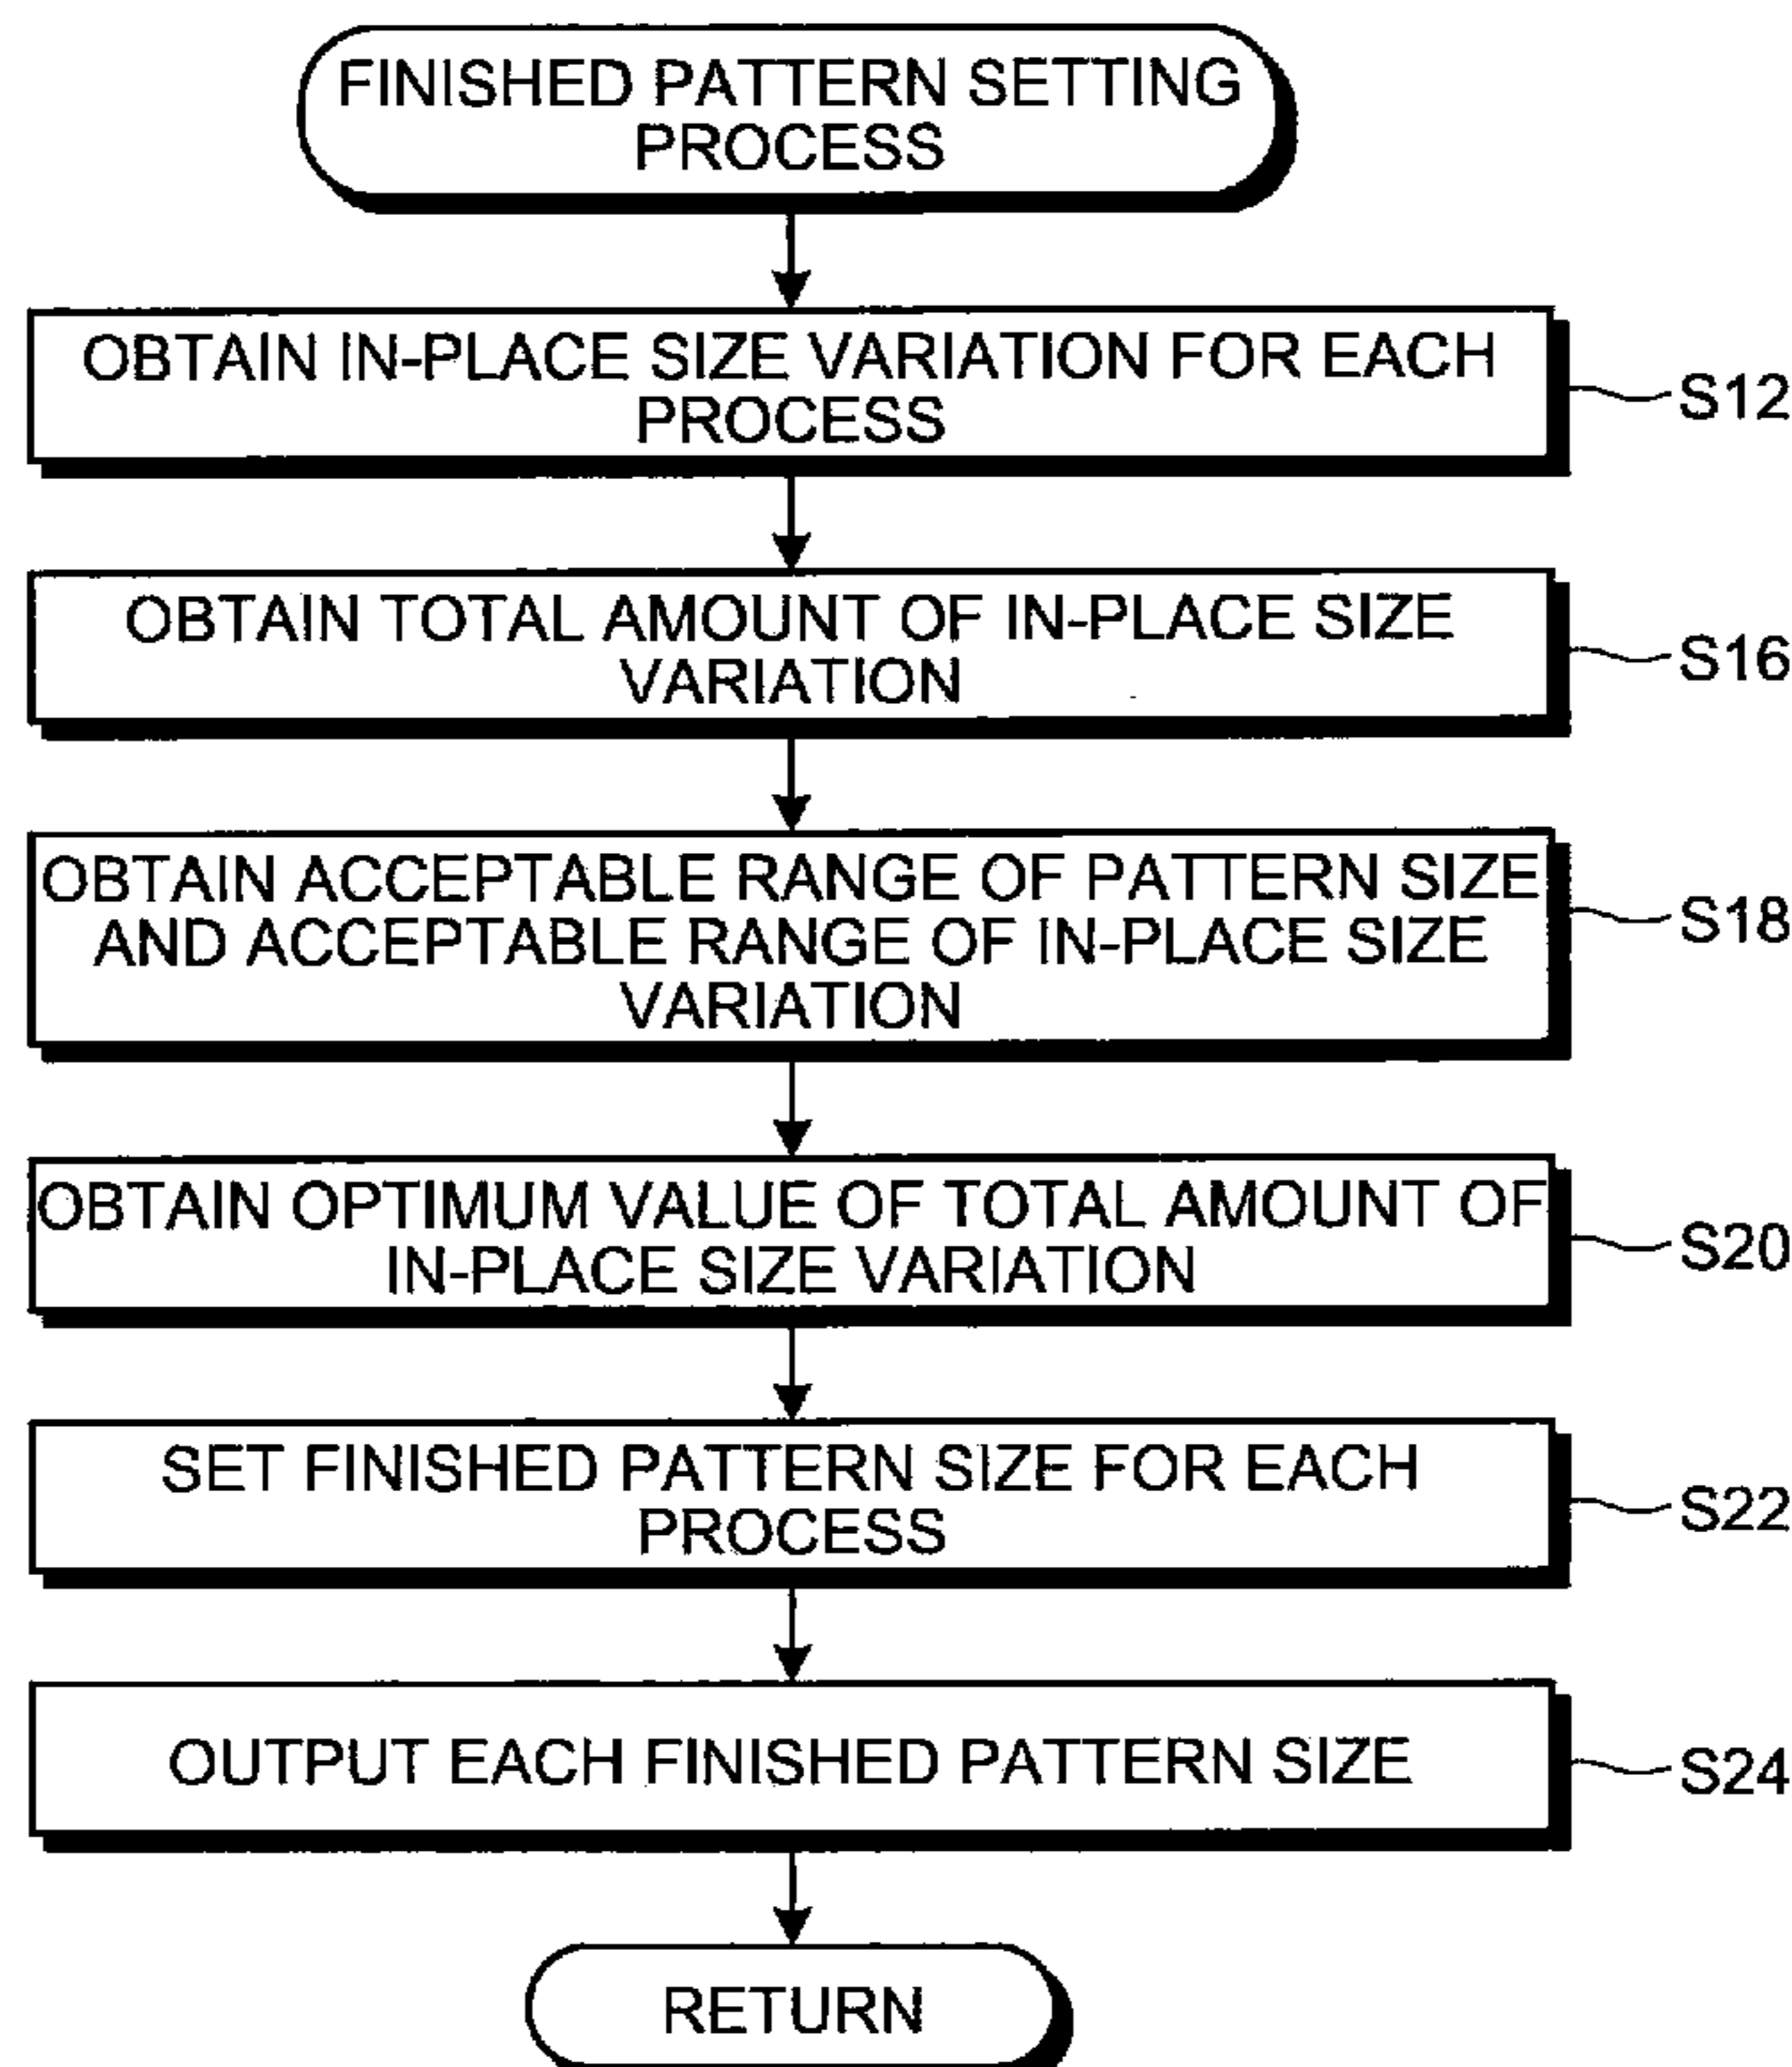 FINISHED PATTERN SETTING
PROCESS
OBTAIN IN-PLACE SIZE VARIATION FOR EACH
PROCESS
S12
OBTAIN TOTAL AMOUNT OF IN-PLACE SIZE
VARIATION
S16
OBTAIN ACCEPTABLE RANGE OF PATTERN SIZE
AND ACCEPTABLE RANGE OF IN-PLACE SIZE
VARIATION
S18
OBTAIN OPTIMUM VALUE OF TOTAL AMOUNT OF
IN-PLACE SIZE VARIATION
S20
SET FINISHED PATTERN SIZE FOR EACH
PROCESS
S22
OUTPUT EACH FINISHED PATTERN SIZE
S24
RETURN